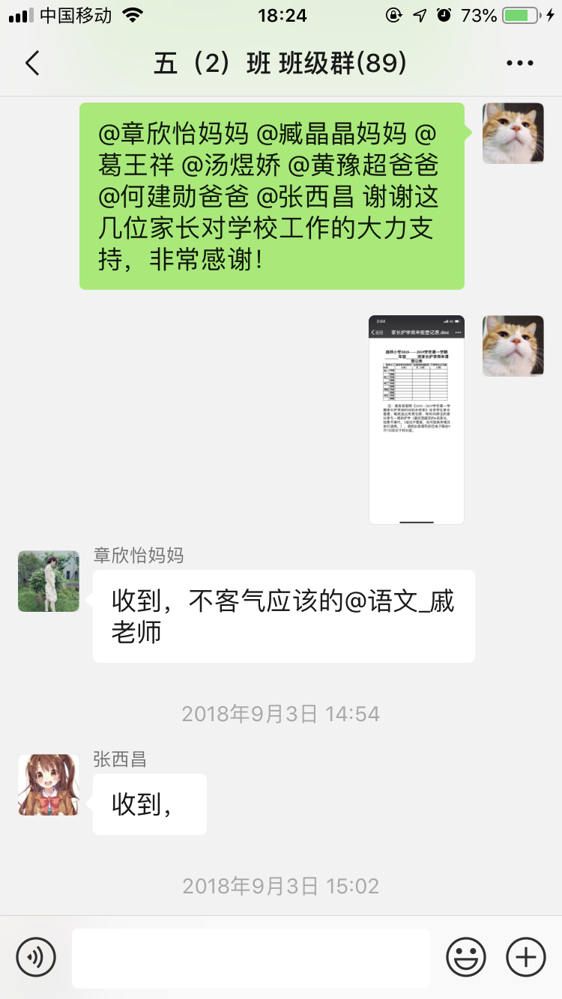 中国移动 18:24 73%
五（2）班 班级群(89)
@章欣怡妈妈 @臧晶晶妈妈 @
葛王祥 @汤煜娇 @黄豫超爸爸
@何建勋爸爸 @张西昌 谢谢这
几位家长对学校工作的大力支
持，非常感谢！
2:04
返回 家长护学岗申报登记表.doc
章欣怡妈妈
收到，不客气应该的@语文_戚
老师
2018年9月3日 14:54
张西昌
收到，
2018年9月3日 15:02